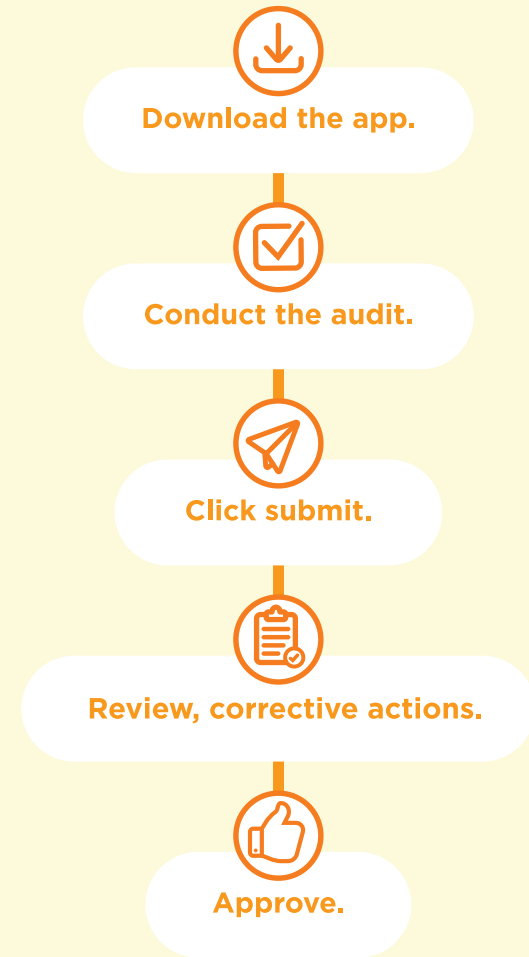 Download the app.
Conduct the audit.
Click submit.
Review, corrective actions.
Approve.